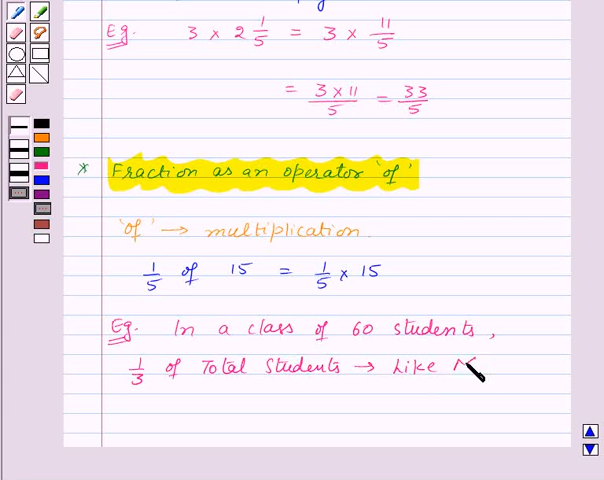 Eg. 3 × 2 1/5 = 3 × 11/5
= 3 × 11/5 = 33/5
* Fraction as an operator 'of'
'of' → multiplication.
1/5 of 15 = 1/5 × 15
Eg. In a class of 60 students,
1/3 of Total Students → Like